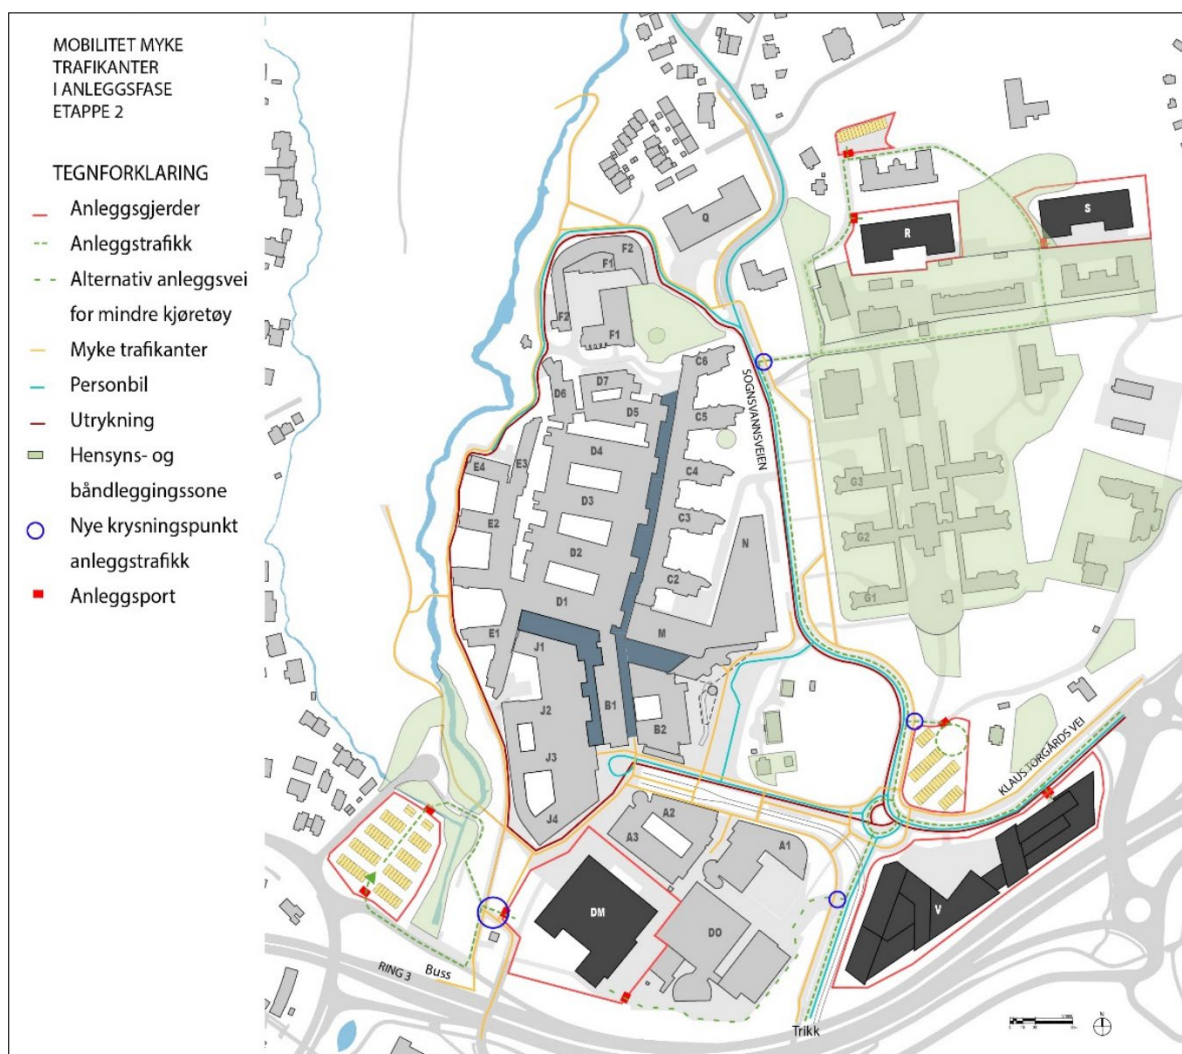 MOBILITET MYKE
TRAFIKANTER
I ANLEGGSFASE
ETAPPE 2
TEGNFORKLARING
Anleggsgjerder
Anleggstrafikk
Alternativ anleggsvei
for mindre kjøretøy
Myke trafikanter
Personbil
Utrykning
Hensyns- og
båndleggingssone
Nye krysningspunkt
anleggstrafikk
Anleggsport
Q
R
S
F2
F1
F2
F1
C6
D7
D6
D5
C5
SOGNSVANNSVEIEN
D4
E3
E4
C4
G3
D3
C3
E2
N
G2
D2
C2
D1
G1
E1
M
J1
J2
B1
B2
J3
KLAUS TORGÅRDS VEI
J4
A2
A3
A1
DM
V
DO
RING 3
Buss
Trikk